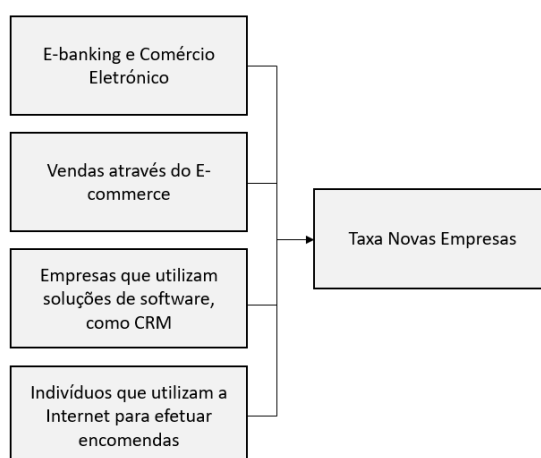 E-banking e Comércio
Eletrónico
Vendas através do E-
commerce
Empresas que utilizam
soluções de software,
como CRM
Indivíduos que utilizam a
Internet para efetuar
encomendas
Taxa Novas Empresas